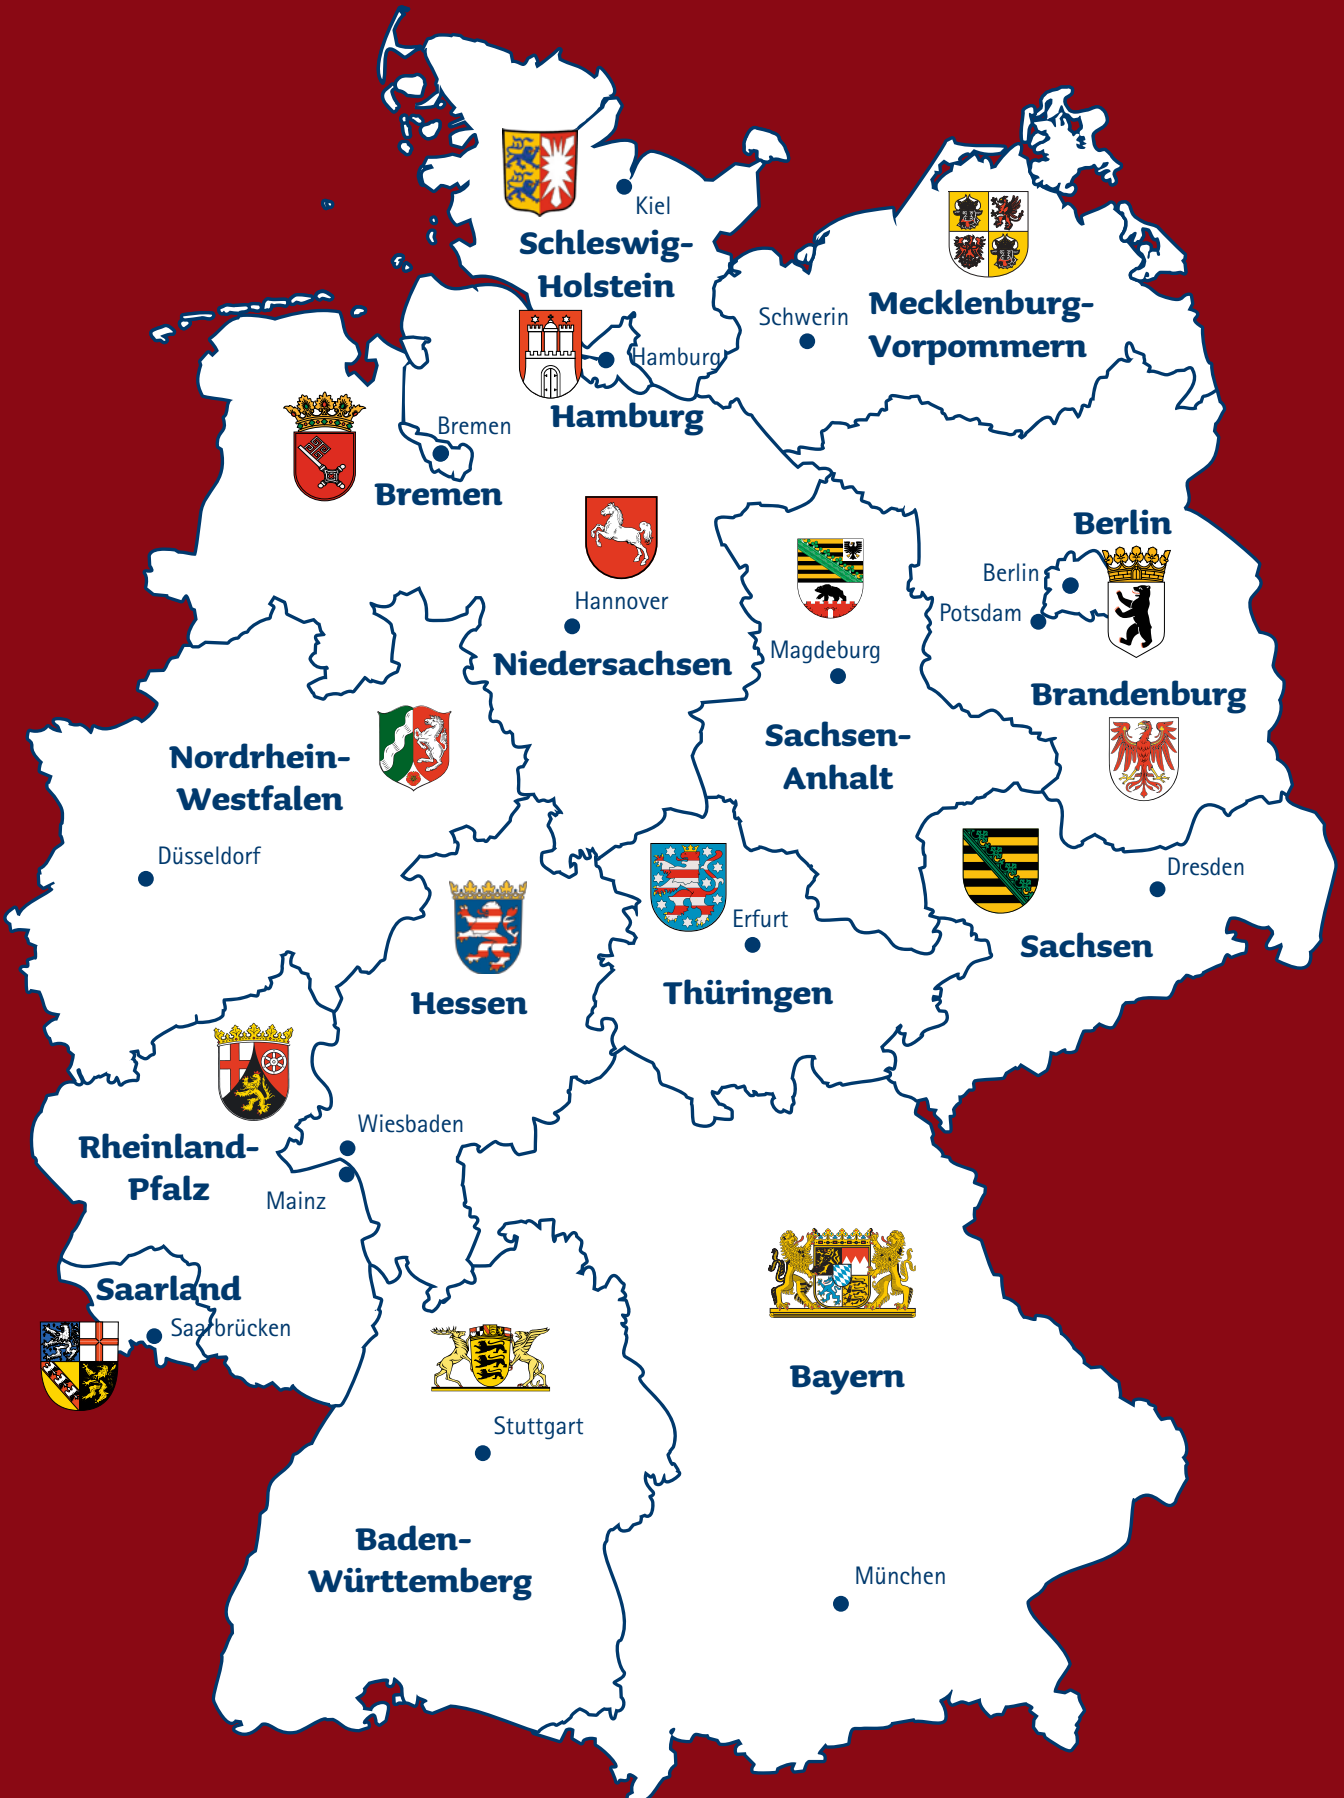 Kiel
Schleswig-
Holstein
Schwerin
Mecklenburg-
Vorpommern
Hamburg
Hamburg
Bremen
Bremen
Berlin
Berlin
Potsdam
Hannover
Niedersachsen
Magdeburg
Sachsen-
Anhalt
Brandenburg
Nordrhein-
Westfalen
Düsseldorf
Dresden
Sachsen
Erfurt
Thüringen
Hessen
Wiesbaden
Mainz
Rheinland-
Pfalz
Saarland
Saarbrücken
Bayern
Stuttgart
Baden-
Württemberg
München